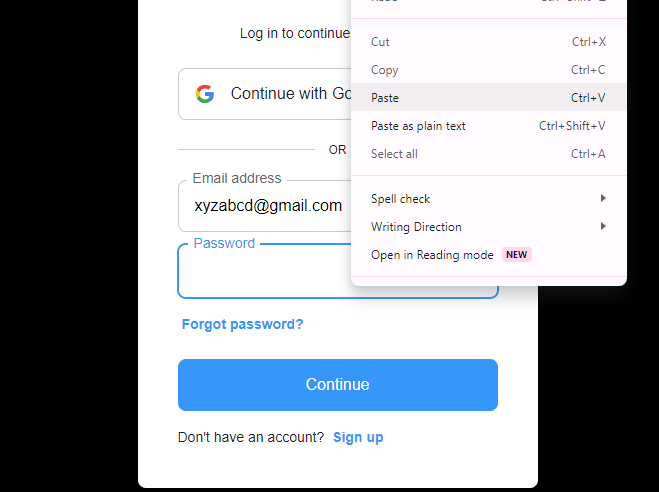 Log in to continue
Cut Ctrl+X
Copy Ctrl+C
Continue with Go
Paste Ctrl+V
Paste as plain text Ctrl+Shift+V
OR
Select all Ctrl+A
Email address
xyzabcd@gmail.com
Spell check
Writing Direction
Open in Reading mode NEW
Password
Forgot password?
Continue
Don't have an account? Sign up